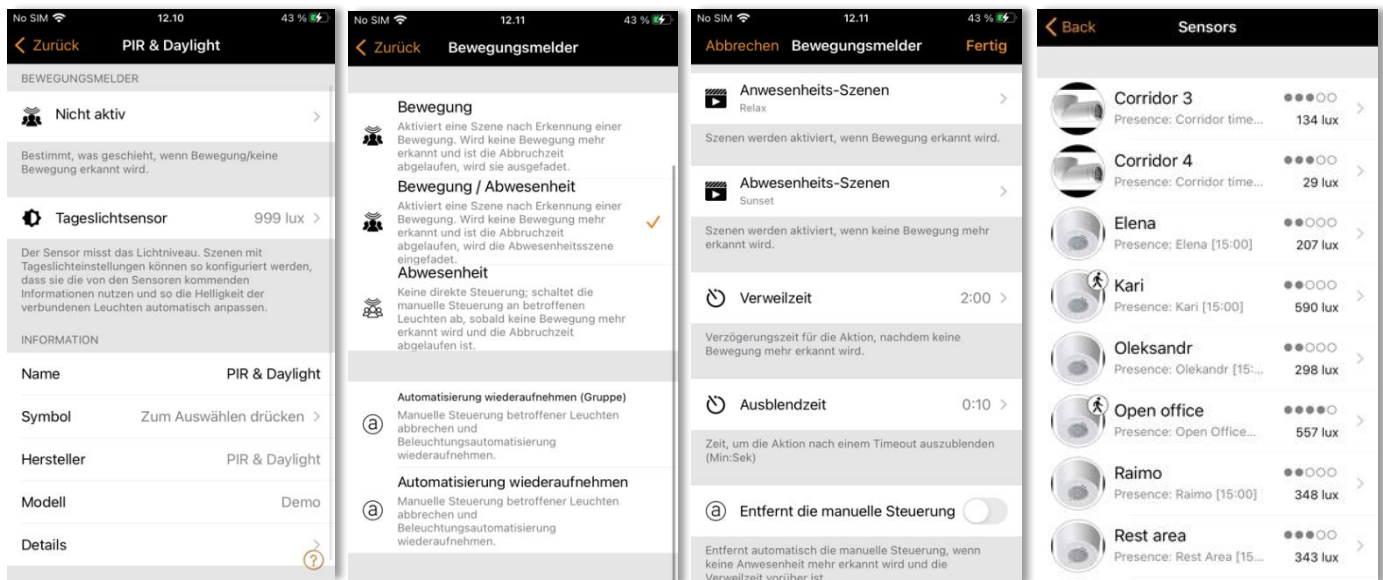 No SIM 12.10 43 %
Zurück PIR & Daylight
BEWEGUNGSMELDER
Nicht aktiv
Bestimmt, was geschieht, wenn Bewegung/keine
Bewegung erkannt wird.
Tageslichtsensor 999 lux
Der Sensor misst das Lichtniveau. Szenen mit
Tageslichteinstellungen können so konfiguriert werden,
dass sie die von den Sensoren kommenden
Informationen nutzen und so die Helligkeit der
verbundenen Leuchten automatisch anpassen.
INFORMATION
Name PIR & Daylight
Symbol Zum Auswählen drücken
Hersteller PIR & Daylight
Modell Demo
Details
?
No SIM 12.11 43 %
Zurück Bewegungsmelder
Bewegung
Aktiviert eine Szene nach Erkennung einer
Bewegung. Wird keine Bewegung mehr
erkannt und ist die Abbruchzeit
abgelaufen, wird sie ausgefadet.
Bewegung / Abwesenheit
Aktiviert eine Szene nach Erkennung einer
Bewegung. Wird keine Bewegung mehr
erkannt und ist die Abbruchzeit
abgelaufen, wird die Abwesenheitsszene
eingefadet.
Abwesenheit
Keine direkte Steuerung; schaltet die
manuelle Steuerung an betroffenen
Leuchten ab, sobald keine Bewegung mehr
erkannt wird und die Abbruchzeit
abgelaufen ist.
Automatisierung wiederaufnehmen (Gruppe)
a Manuelle Steuerung betroffener Leuchten
abbrechen und
Beleuchtungsautomatisierung
wiederaufnehmen.
Automatisierung wiederaufnehmen
a Manuelle Steuerung betroffener Leuchten
abbrechen und
Beleuchtungsautomatisierung
wiederaufnehmen.
No SIM 12.11 43 %
Abbrechen Bewegungsmelder Fertig
Anwesenheits-Szenen
Relax
Szenen werden aktiviert, wenn Bewegung erkannt wird.
Abwesenheits-Szenen
Sunset
Szenen werden aktiviert, wenn keine Bewegung mehr
erkannt wird.
Verweilzeit 2:00
Verzögerungszeit für die Aktion, nachdem keine
Bewegung mehr erkannt wird.
Ausblendzeit 0:10
Zeit, um die Aktion nach einem Timeout auszublenden
(Min:Sek)
a Entfernt die manuelle Steuerung
Entfernt automatisch die manuelle Steuerung, wenn
keine Anwesenheit mehr erkannt wird und die
Verweilzeit vorüber ist
Back Sensors
Corridor 3
Presence: Corridor time... 134 lux
Corridor 4
Presence: Corridor time... 29 lux
Elena
Presence: Elena [15:00] 207 lux
Kari
Presence: Kari [15:00] 590 lux
Oleksandr
Presence: Olekandr [15:... 298 lux
Open office
Presence: Open Office... 557 lux
Raimo
Presence: Raimo [15:00] 348 lux
Rest area
Presence: Rest Area [15... 343 lux